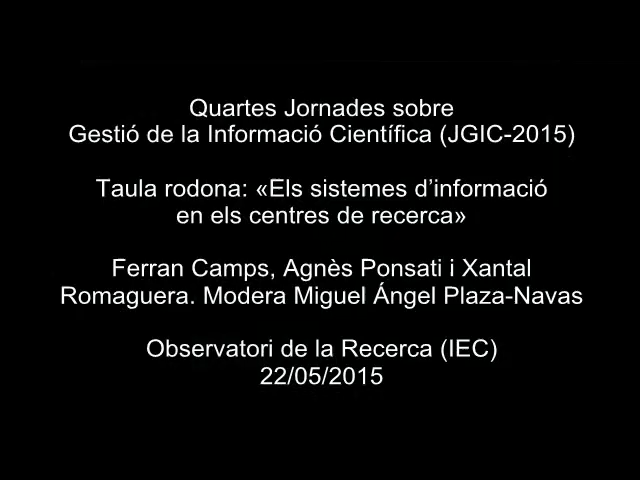 Quartes Jornades sobre
Gestió de la Informació Científica (JGIC-2015)
Taula rodona: «Els sistemes d’informació
en els centres de recerca»
Ferran Camps, Agnès Ponsati i Xantal
Romaguera. Modera Miguel Ángel Plaza-Navas
Observatori de la Recerca (IEC)
22/05/2015